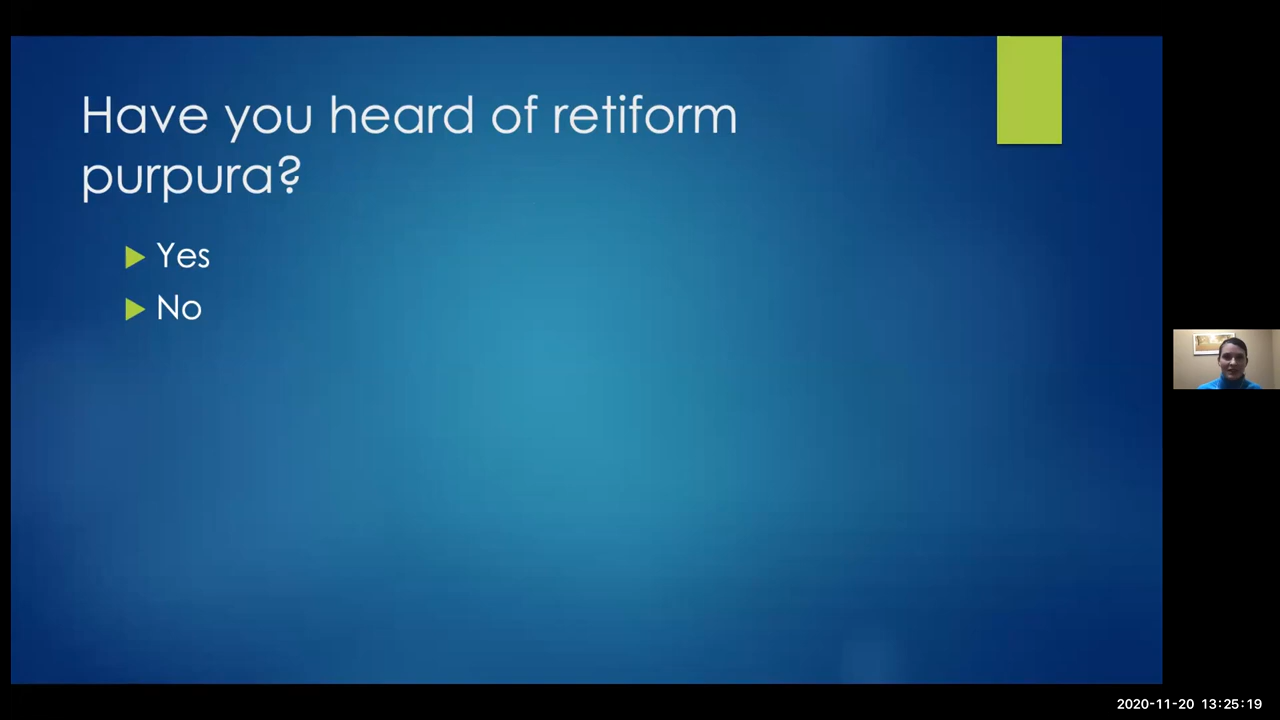 Have you heard of retiform
purpura?
Yes
No
2020-11-20 13:25:19